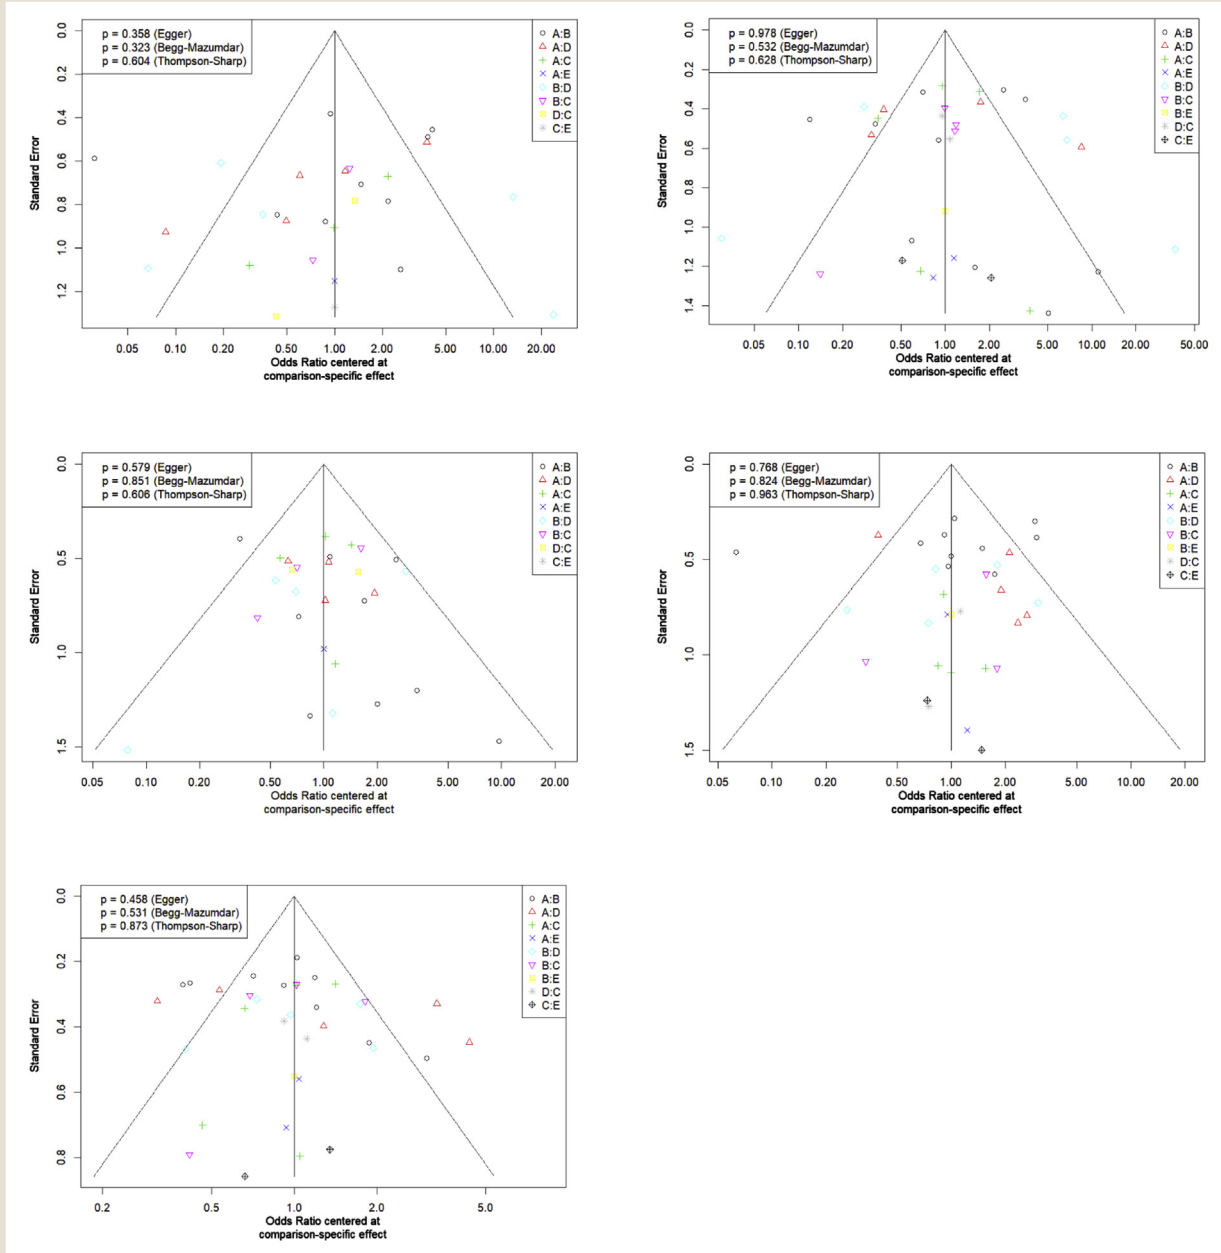 p = 0.358 (Egger)
p = 0.323 (Begg-Mazumdar)
p = 0.604 (Thompson-Sharp)
A:B
A:D
A:C
A:E
B:D
B:C
D:C
C:E
Standard Error
0.0
0.2
0.4
0.6
0.8
1.0
1.2
0.05 0.10 0.20 0.50 1.00 2.00 5.00 10.00 20.00
Odds Ratio centered at
comparison-specific effect
p = 0.978 (Egger)
p = 0.532 (Begg-Mazumdar)
p = 0.628 (Thompson-Sharp)
A:B
A:D
A:C
A:E
B:D
B:C
B:E
D:C
C:E
Standard Error
0.0
0.2
0.4
0.6
0.8
1.0
1.2
1.4
0.05 0.10 0.20 0.50 1.00 2.00 5.00 10.00 20.00 50.00
Odds Ratio centered at
comparison-specific effect
p = 0.579 (Egger)
p = 0.851 (Begg-Mazumdar)
p = 0.606 (Thompson-Sharp)
A:B
A:D
A:C
A:E
B:D
B:C
D:C
C:E
Standard Error
0.0
0.5
1.0
1.5
0.05 0.10 0.20 0.50 1.00 2.00 5.00 10.00 20.00
Odds Ratio centered at
comparison-specific effect
p = 0.768 (Egger)
p = 0.824 (Begg-Mazumdar)
p = 0.963 (Thompson-Sharp)
A:B
A:D
A:C
A:E
B:D
B:C
B:E
D:C
C:E
Standard Error
0.0
0.5
1.0
1.5
0.05 0.10 0.20 0.50 1.00 2.00 5.00 10.00 20.00
Odds Ratio centered at
comparison-specific effect
p = 0.458 (Egger)
p = 0.531 (Begg-Mazumdar)
p = 0.873 (Thompson-Sharp)
A:B
A:D
A:C
A:E
B:D
B:C
B:E
D:C
C:E
Standard Error
0.0
0.2
0.4
0.6
0.8
0.2 0.5 1.0 2.0 5.0
Odds Ratio centered at
comparison-specific effect